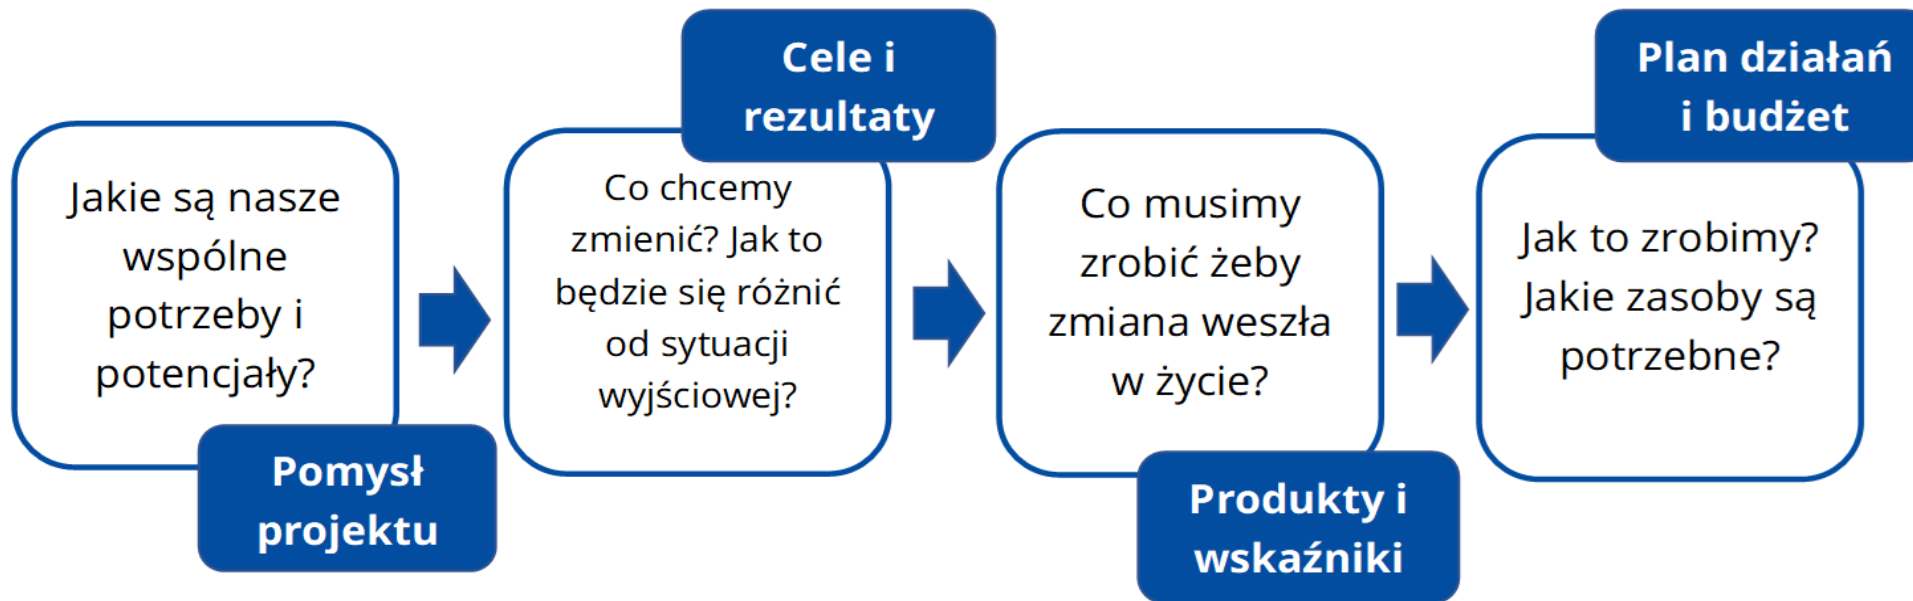 Jakie są nasze
wspólne
potrzeby i
potencjały?
Pomysł
projektu
Cele i
rezultaty
Co chcemy
zmienić? Jak to
będzie się różnić
od sytuacji
wyjściowej?
Co musimy
zrobić żeby
zmiana weszła
w życie?
Produkty i
wskaźniki
Plan działań
i budżet
Jak to zrobimy?
Jakie zasoby są
potrzebne?